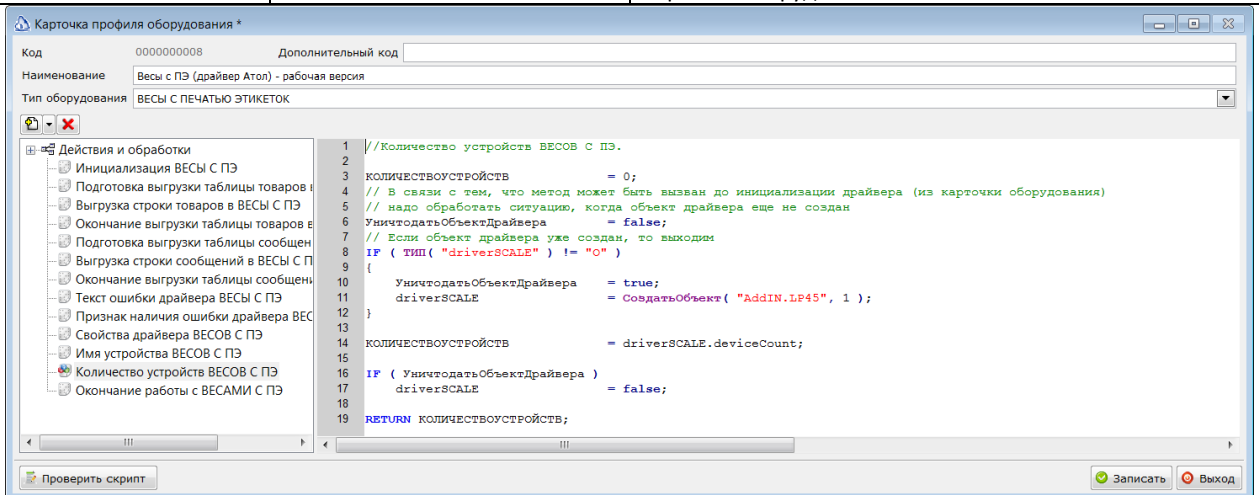 Карточка профиля оборудования *
Код 0000000008 Дополнительный код
Наименование Весы с ПЭ (драйвер Атол) - рабочая версия
Тип оборудования ВЕСЫ С ПЕЧАТЬЮ ЭТИКЕТОК
Действия и обработки
Инициализация ВЕСЫ С ПЭ
Подготовка выгрузки таблицы товаров
Выгрузка строки товаров в ВЕСЫ С ПЭ
Окончание выгрузки таблицы товаров в
Подготовка выгрузки таблицы сообщен
Выгрузка строки сообщений в ВЕСЫ С П
Окончание выгрузки таблицы сообщени
Текст ошибки драйвера ВЕСЫ С ПЭ
Признак наличия ошибки драйвера ВЕС
Свойства драйвера ВЕСОВ С ПЭ
Имя устройства ВЕСОВ С ПЭ
Количество устройств ВЕСОВ С ПЭ
Окончание работы с ВЕСАМИ С ПЭ
1 //Количество устройств ВЕСОВ С ПЭ.
2
3 КОЛИЧЕСТВОУСТРОЙСТВ = 0;
4 // В связи с тем, что метод может быть вызван до инициализации драйвера (из карточки оборудования)
5 // надо обработать ситуацию, когда объект драйвера еще не создан
6 УничтодатьОбъектДрайвера = false;
7 // Если объект драйвера уже создан, то выходим
8 IF ( ТИП( "driverSCALE" ) != "O" )
9 {
10 УничтодатьОбъектДрайвера = true;
11 driverSCALE = СоздатьОбъект( "AddIN.LP45", 1 );
12 }
13
14 КОЛИЧЕСТВОУСТРОЙСТВ = driverSCALE.deviceCount;
15
16 IF ( УничтодатьОбъектДрайвера )
17 driverSCALE = false;
18
19 RETURN КОЛИЧЕСТВОУСТРОЙСТВ;
Проверить скрипт
Записать Выход